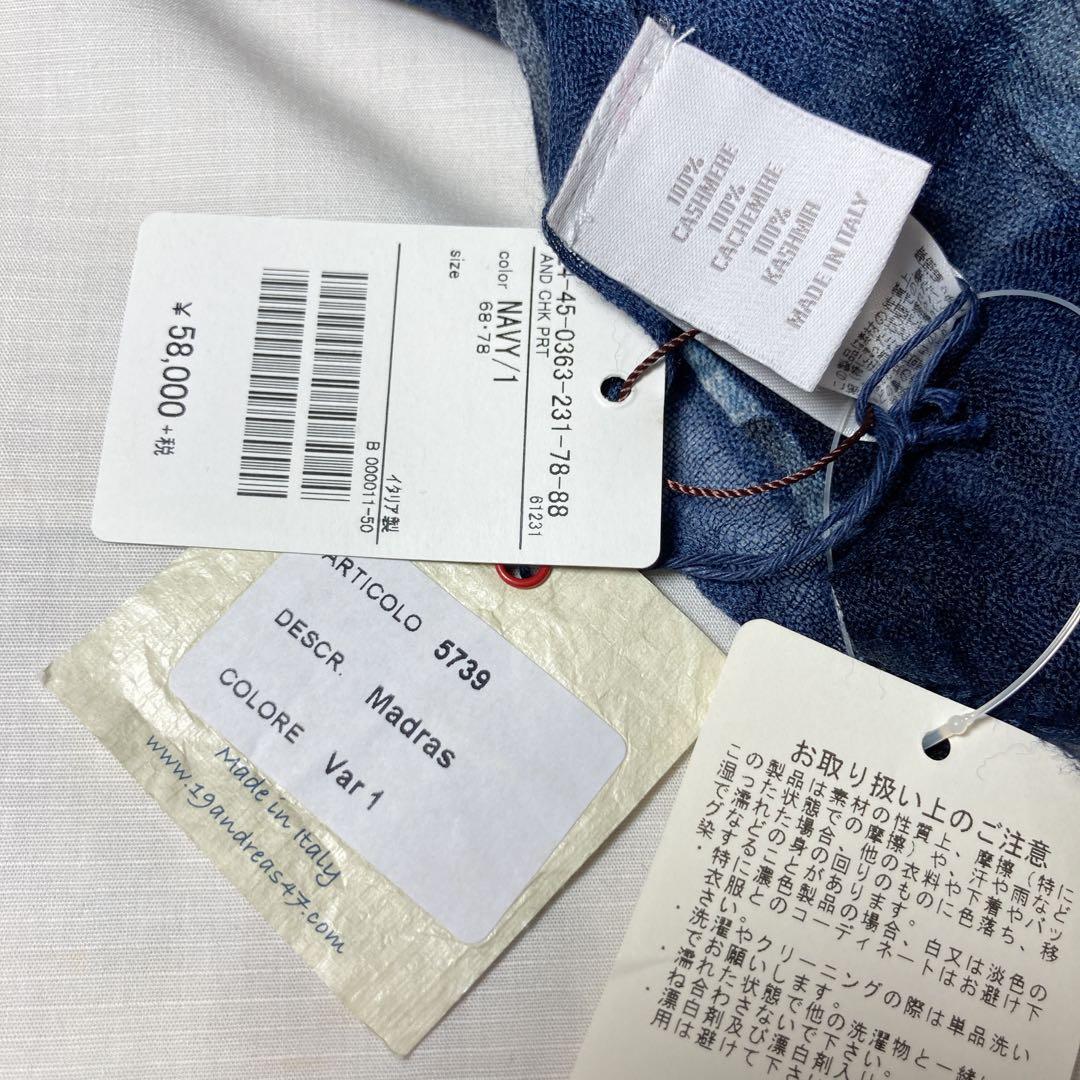 100%
CASHMERE
100%
CACHEMIRE
100%
KASHMIR
MADE IN ITALY
-45-0363-231-78-88
61231
AND CHK PRT
color NAVY/1
size 68・78
イタリア製
B 000011-50
¥ 58,000 +税
ARTICOLO 5739
DESCR. Madras
COLORE Var 1
Made in Italy
www.19andreas47.com
お取り扱い上のご注意
この製品は素材の性質上、摩擦(特に
湿った状態での摩擦)や汗や雨など
で濡れた場合、他の衣料や下着、バッ
グなどの身の回りのものに色落ち、移
染することがあります。
・特に濃色の製品の場合、白又は淡色の
衣服とのコーディネートはお避け下
さい。
・洗濯やクリーニングの際は単品洗い
でお願いします。他の洗濯物と一緒に
濡れた状態で
ね合わさないで下さい。
・漂白剤及び漂白剤入り
用は避けて下さ